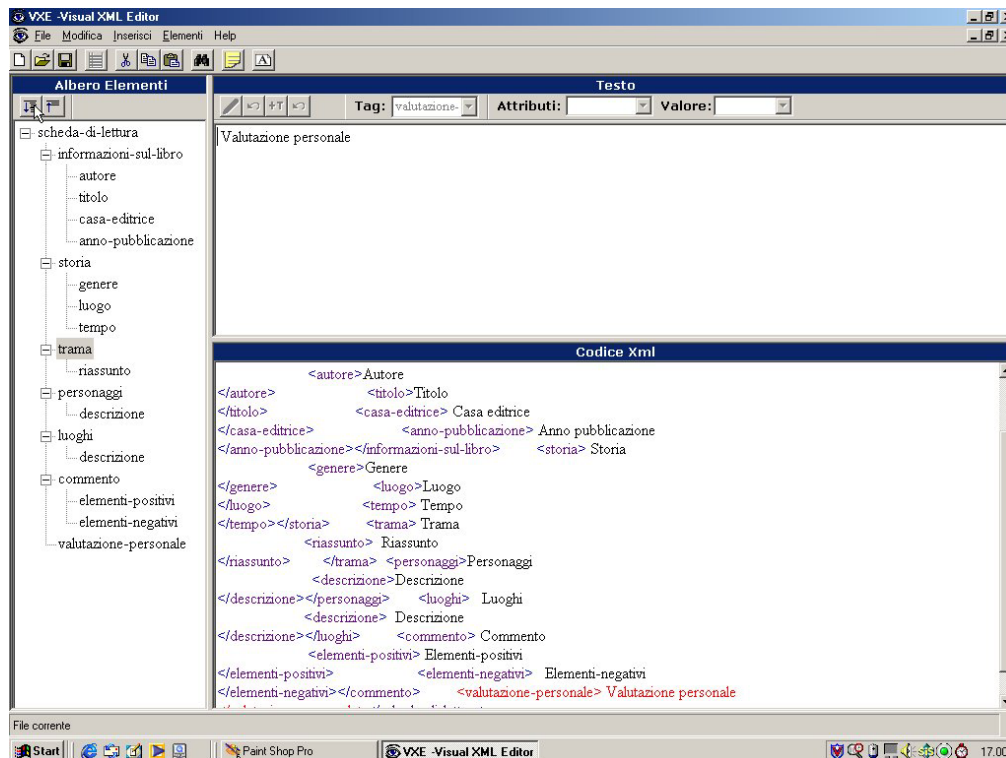 VXE -Visual XML Editor
File Modifica Inserisci Elementi Help
Albero Elementi
scheda-di-lettura
informazioni-sul-libro
autore
titolo
casa-editrice
anno-pubblicazione
storia
genere
luogo
tempo
trama
riassunto
personaggi
descrizione
luoghi
descrizione
commento
elementi-positivi
elementi-negativi
valutazione-personale
Testo
+T Tag: valutazione- Attributi: Valore:
Valutazione personale
Codice Xml
<autore>Autore
</autore> <titolo>Titolo
</titolo> <casa-editrice> Casa editrice
</casa-editrice> <anno-pubblicazione> Anno pubblicazione
</anno-pubblicazione></informazioni-sul-libro> <storia> Storia
<genere>Genere
</genere> <luogo>Luogo
</luogo> <tempo> Tempo
</tempo></storia> <trama> Trama
<riassunto> Riassunto
</riassunto> </trama> <personaggi>Personaggi
<descrizione>Descrizione
</descrizione></personaggi> <luoghi> Luoghi
<descrizione> Descrizione
</descrizione></luoghi> <commento> Commento
<elementi-positivi> Elementi-positivi
</elementi-positivi> <elementi-negativi> Elementi-negativi
</elementi-negativi></commento> <valutazione-personale> Valutazione personale
File corrente
Start Paint Shop Pro VXE -Visual XML Editor 17.00